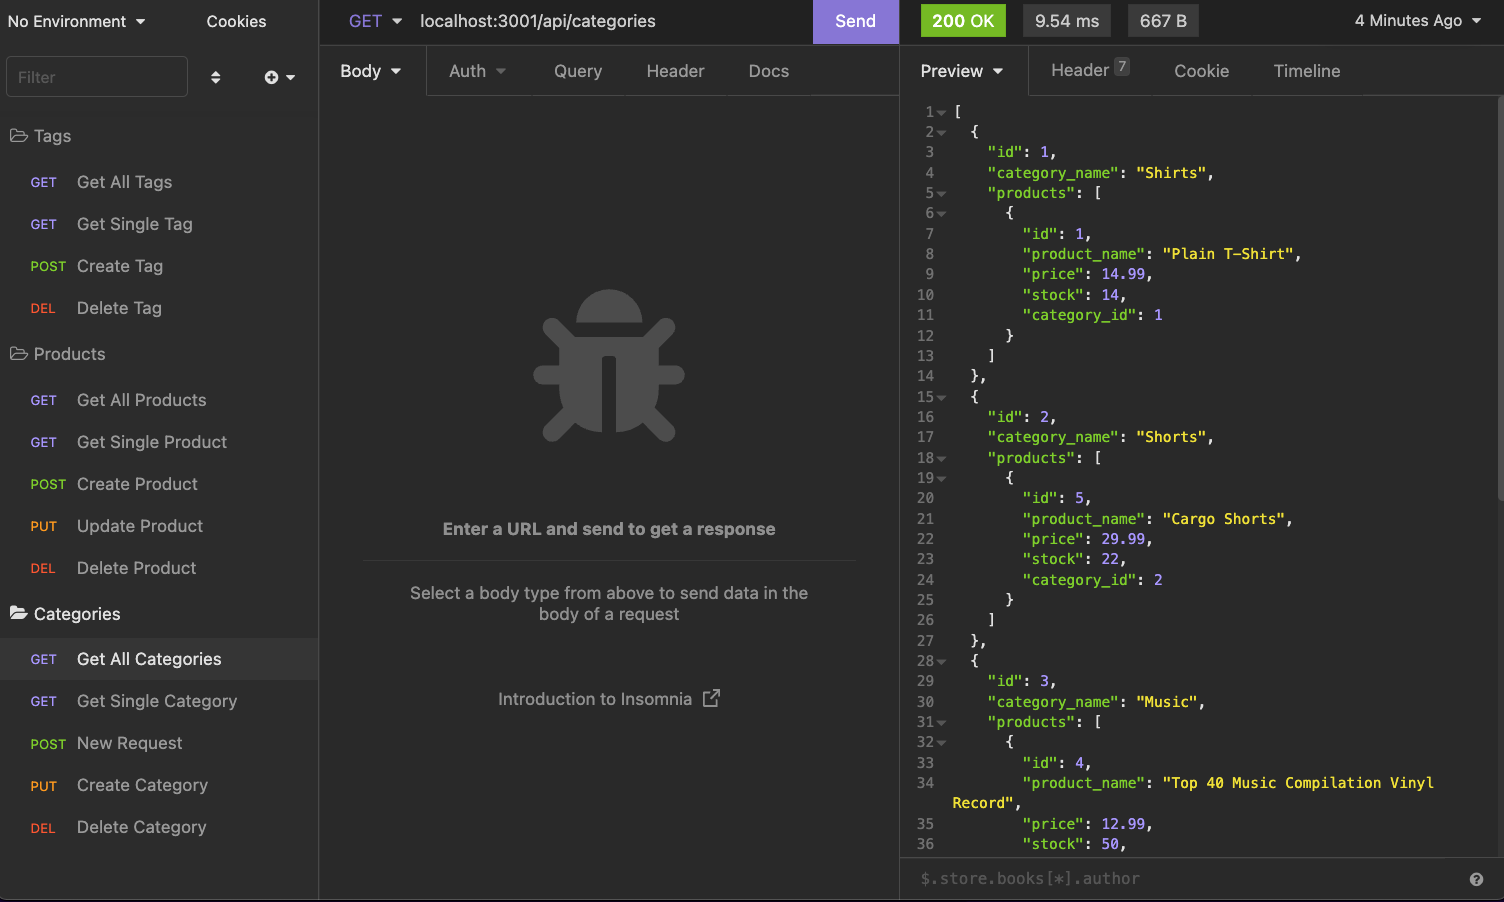 No Environment
Cookies
Filter
Tags
GET Get All Tags
GET Get Single Tag
POST Create Tag
DEL Delete Tag
Products
GET Get All Products
GET Get Single Product
POST Create Product
PUT Update Product
DEL Delete Product
Categories
GET Get All Categories
GET Get Single Category
POST New Request
PUT Create Category
DEL Delete Category
GET localhost:3001/api/categories Send
Body Auth Query Header Docs
Enter a URL and send to get a response
Select a body type from above to send data in the
body of a request
Introduction to Insomnia
200 OK 9.54 ms 667 B 4 Minutes Ago
Preview Header 7 Cookie Timeline
1 [
2 {
3 "id": 1,
4 "category_name": "Shirts",
5 "products": [
6 {
7 "id": 1,
8 "product_name": "Plain T-Shirt",
9 "price": 14.99,
10 "stock": 14,
11 "category_id": 1
12 }
13 ]
14 },
15 {
16 "id": 2,
17 "category_name": "Shorts",
18 "products": [
19 {
20 "id": 5,
21 "product_name": "Cargo Shorts",
22 "price": 29.99,
23 "stock": 22,
24 "category_id": 2
25 }
26 ]
27 },
28 {
29 "id": 3,
30 "category_name": "Music",
31 "products": [
32 {
33 "id": 4,
34 "product_name": "Top 40 Music Compilation Vinyl
Record",
35 "price": 12.99,
36 "stock": 50,
$.store.books[*].author